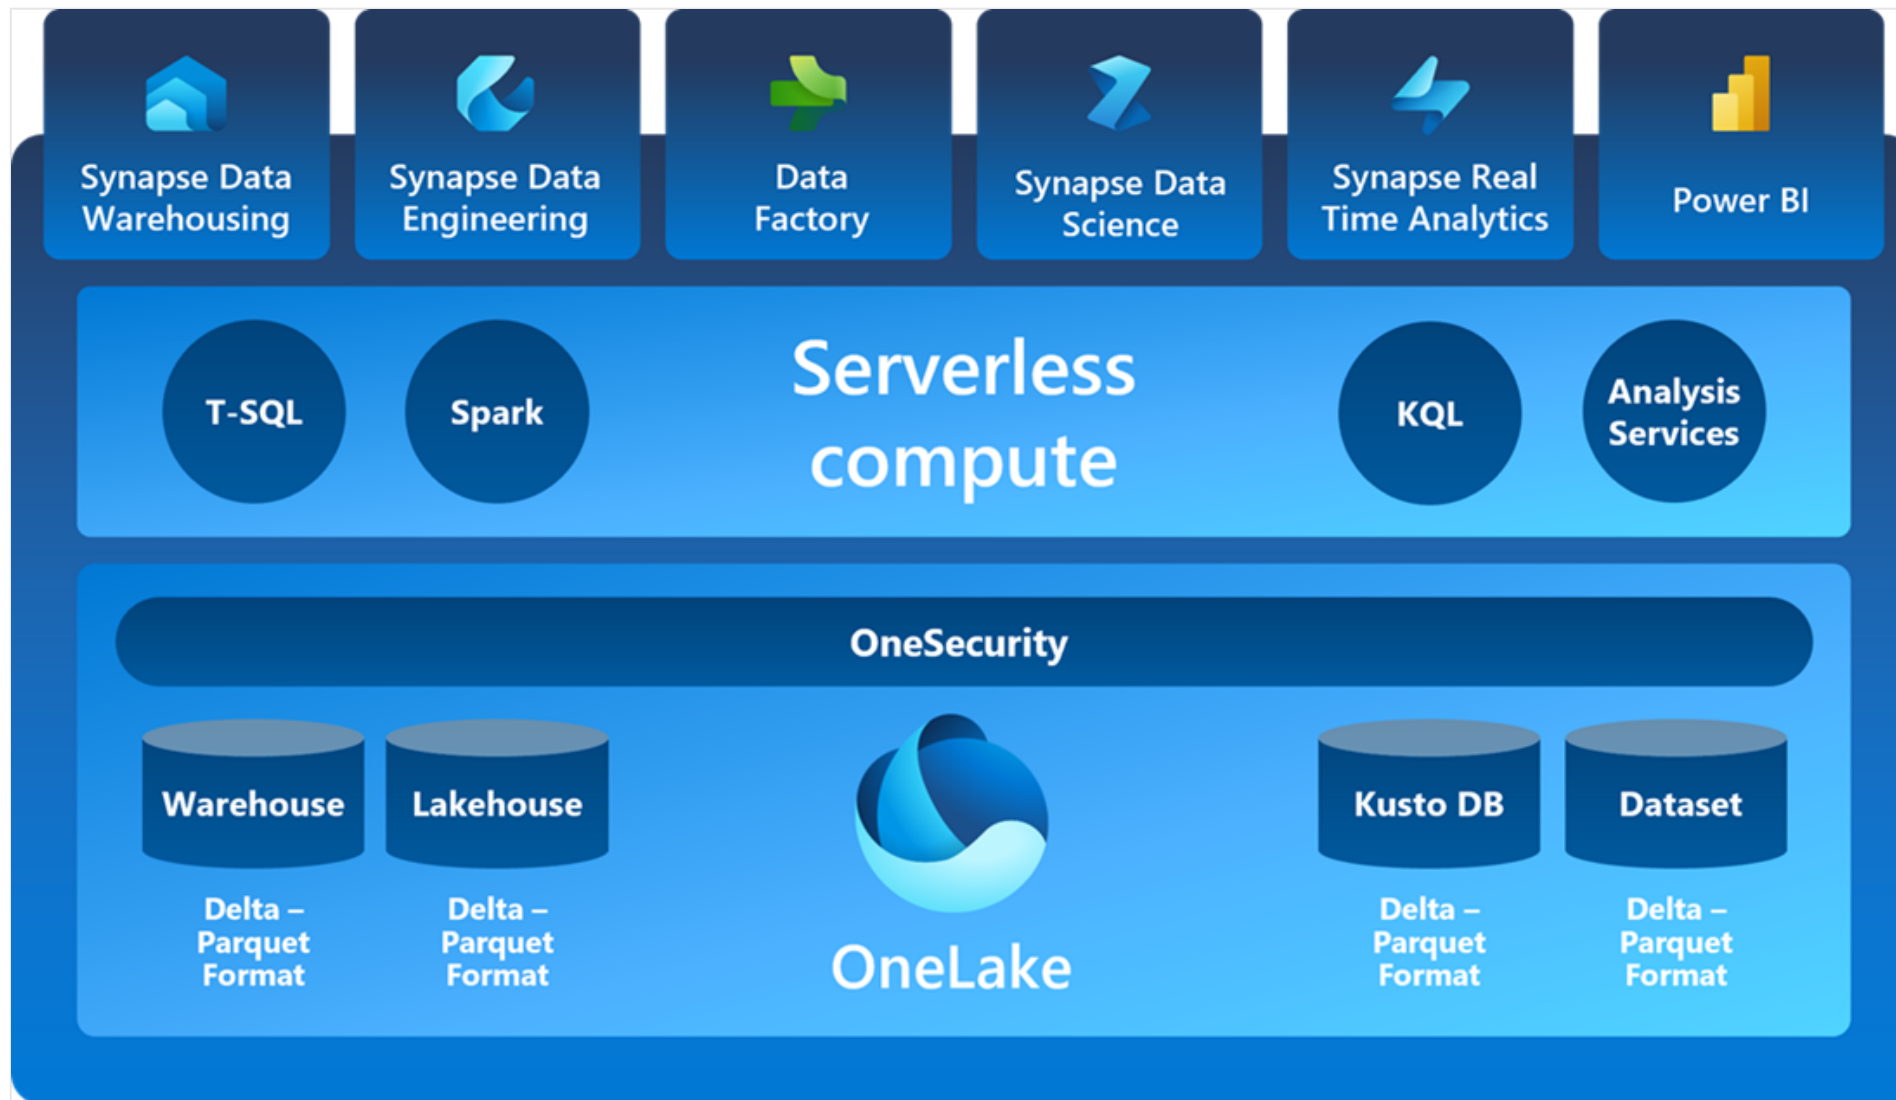 Synapse Data
Warehousing
Synapse Data
Engineering
Data
Factory
Synapse Data
Science
Synapse Real
Time Analytics
Power BI
T-SQL
Spark
Serverless
compute
KQL
Analysis
Services
OneSecurity
Warehouse
Lakehouse
Kusto DB
Dataset
Delta –
Parquet
Format
Delta –
Parquet
Format
OneLake
Delta –
Parquet
Format
Delta –
Parquet
Format